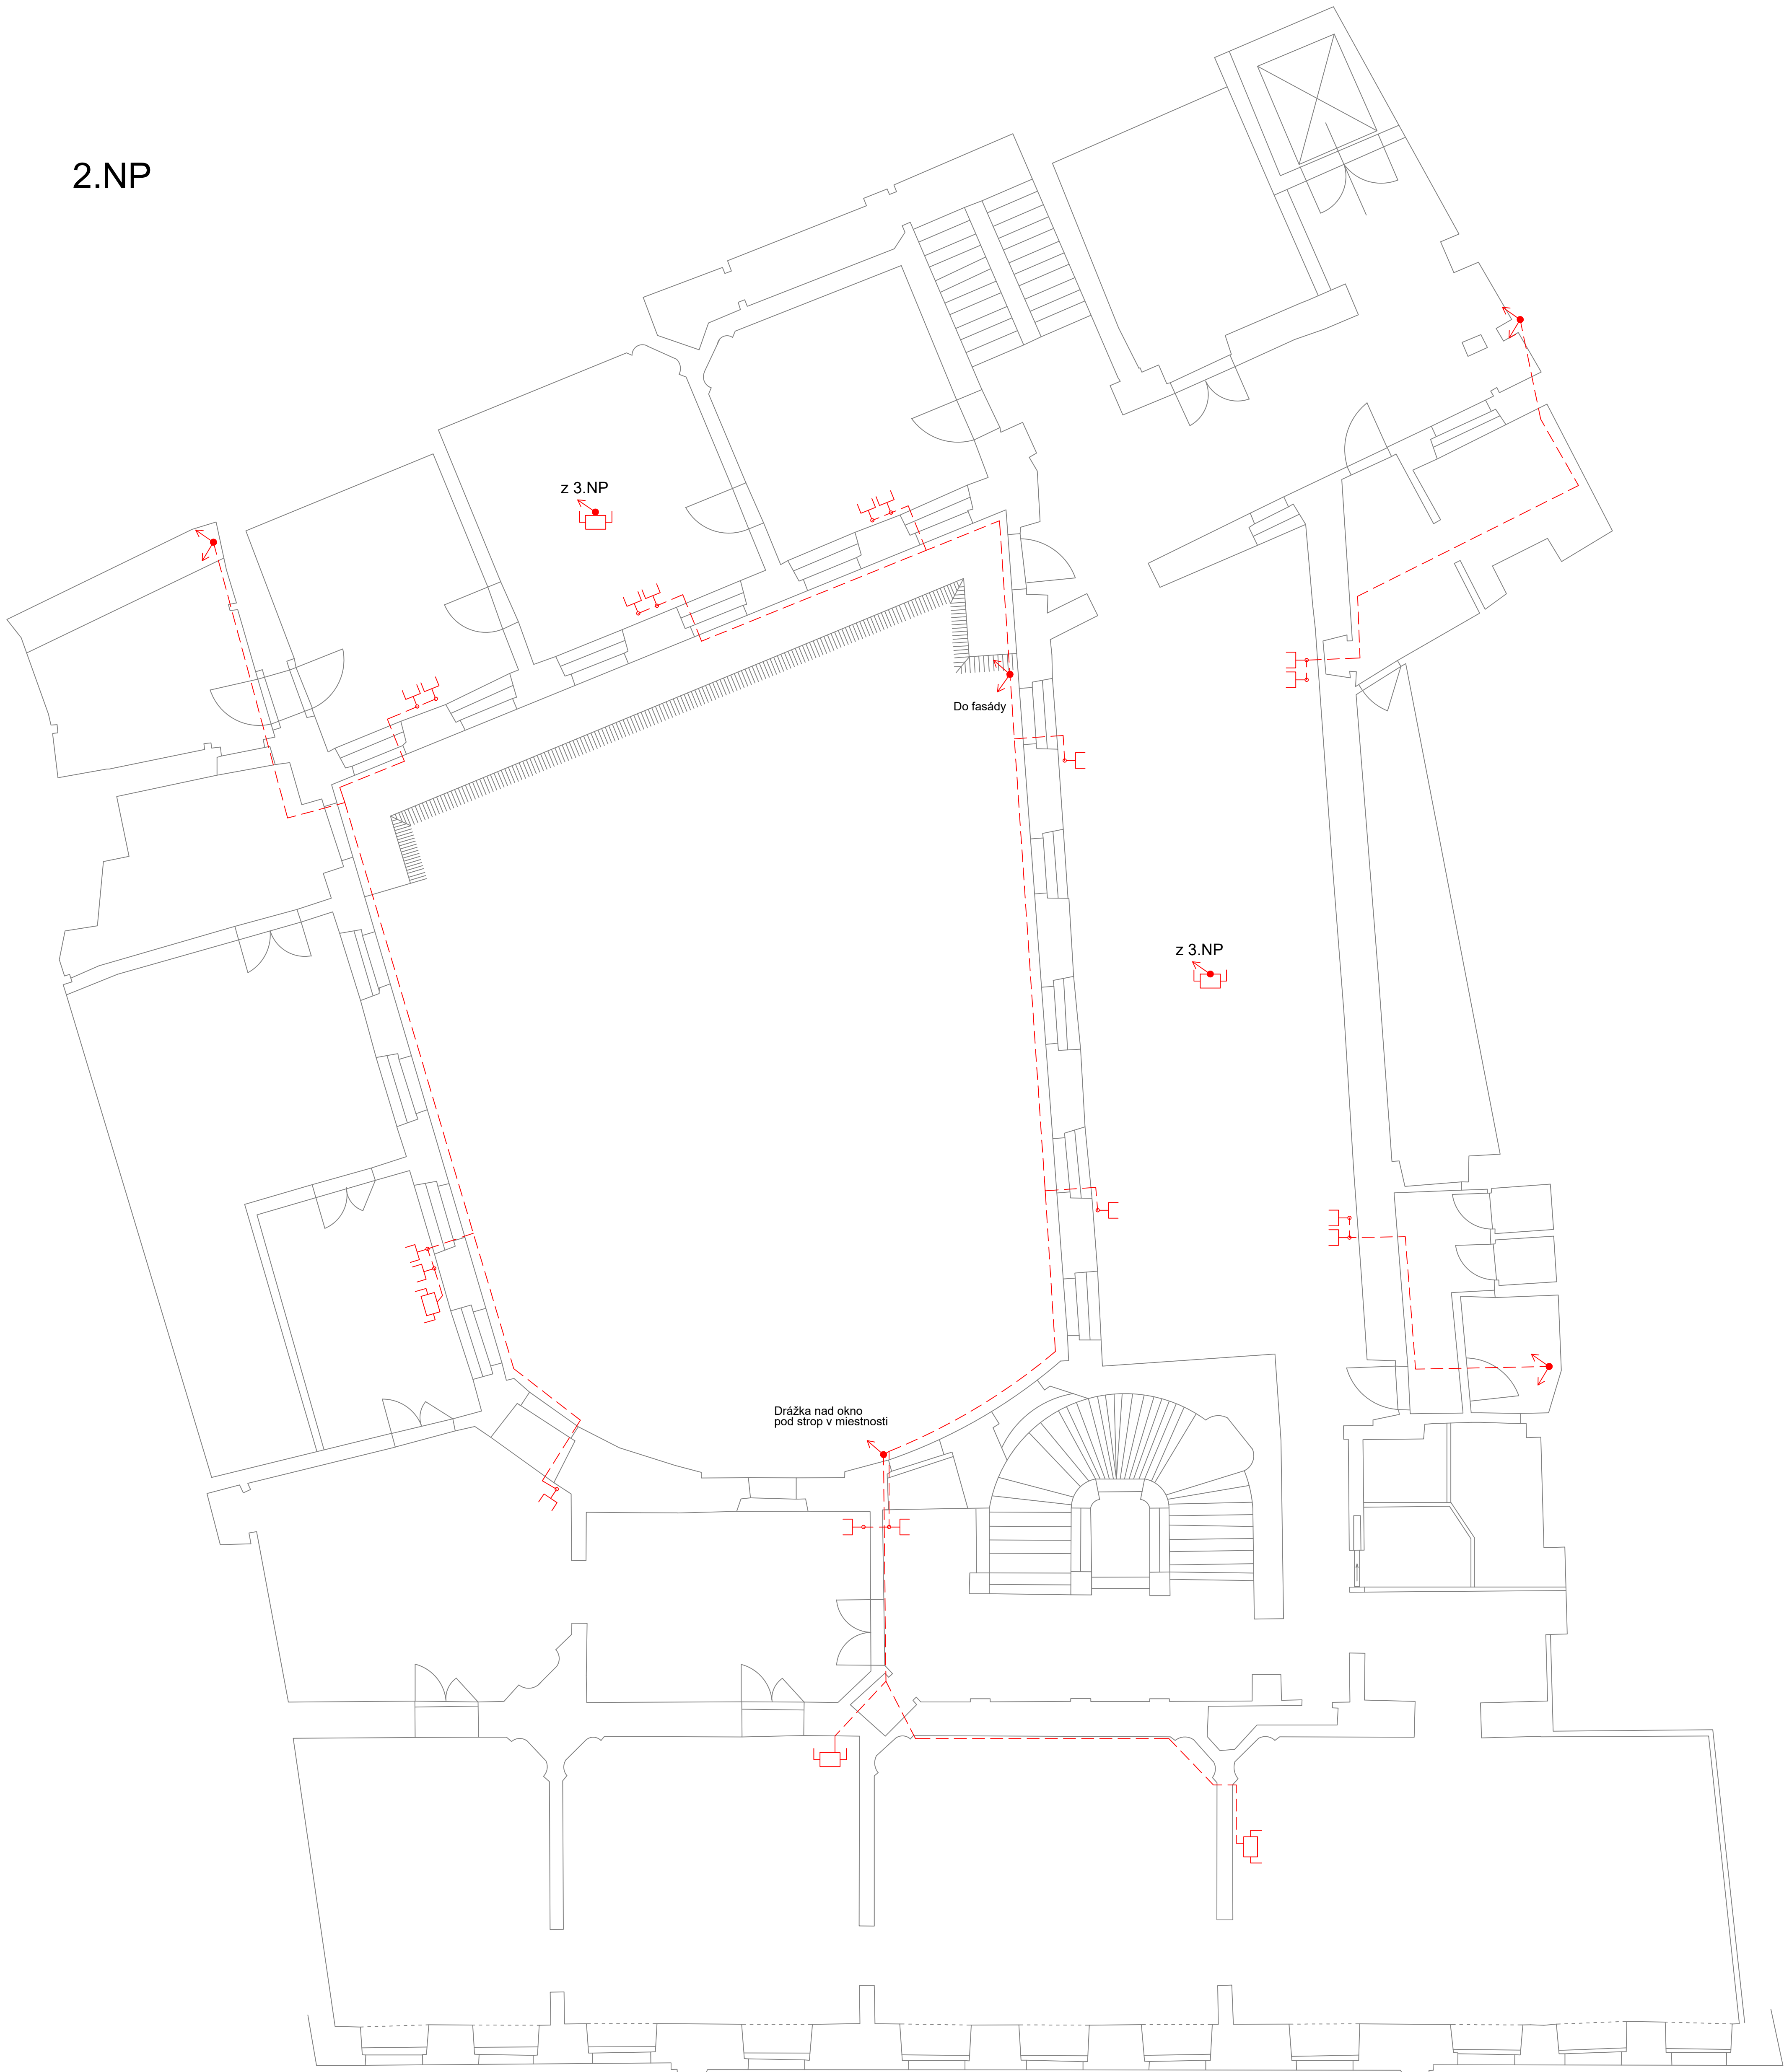 2.NP
z 3.NP
Do fasády
z 3.NP
Drážka nad okno
pod strop v miestnosti